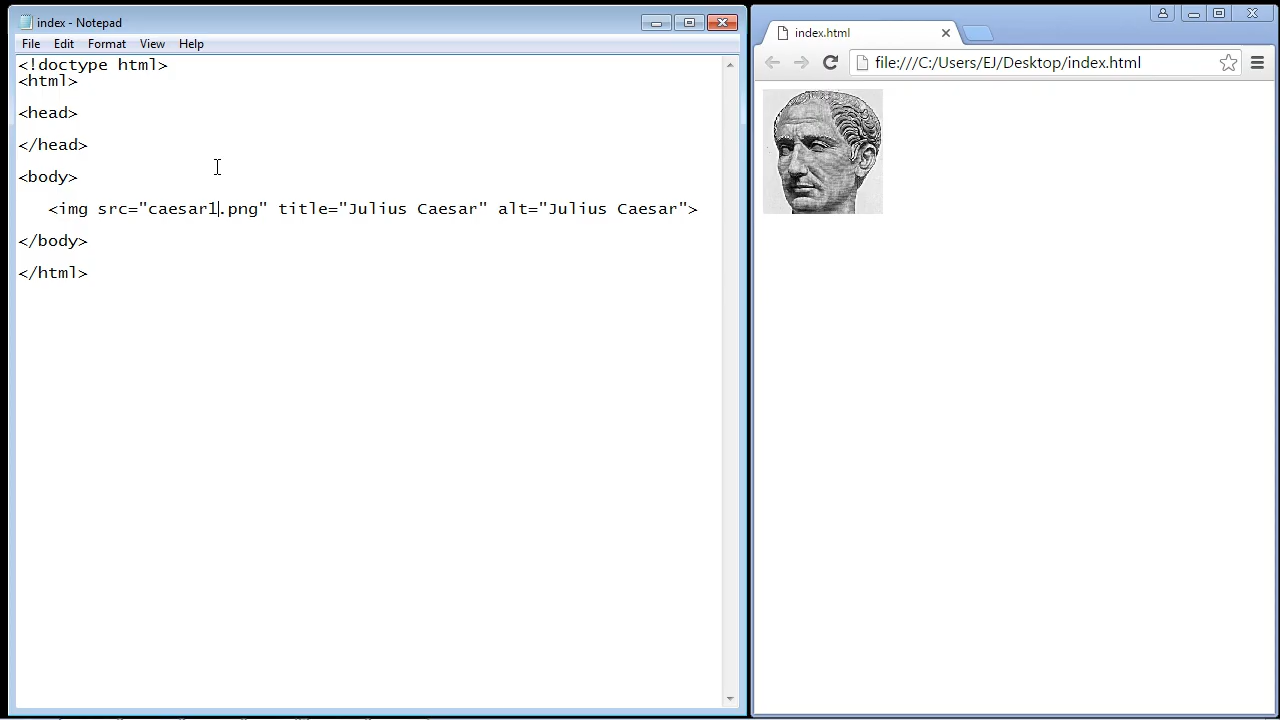 index - Notepad
File Edit Format View Help
<!doctype html>
<html>
<head>
</head>
<body>
<img src="caesar1.png" title="Julius Caesar" alt="Julius Caesar">
</body>
</html>
index.html
file:///C:/Users/EJ/Desktop/index.html